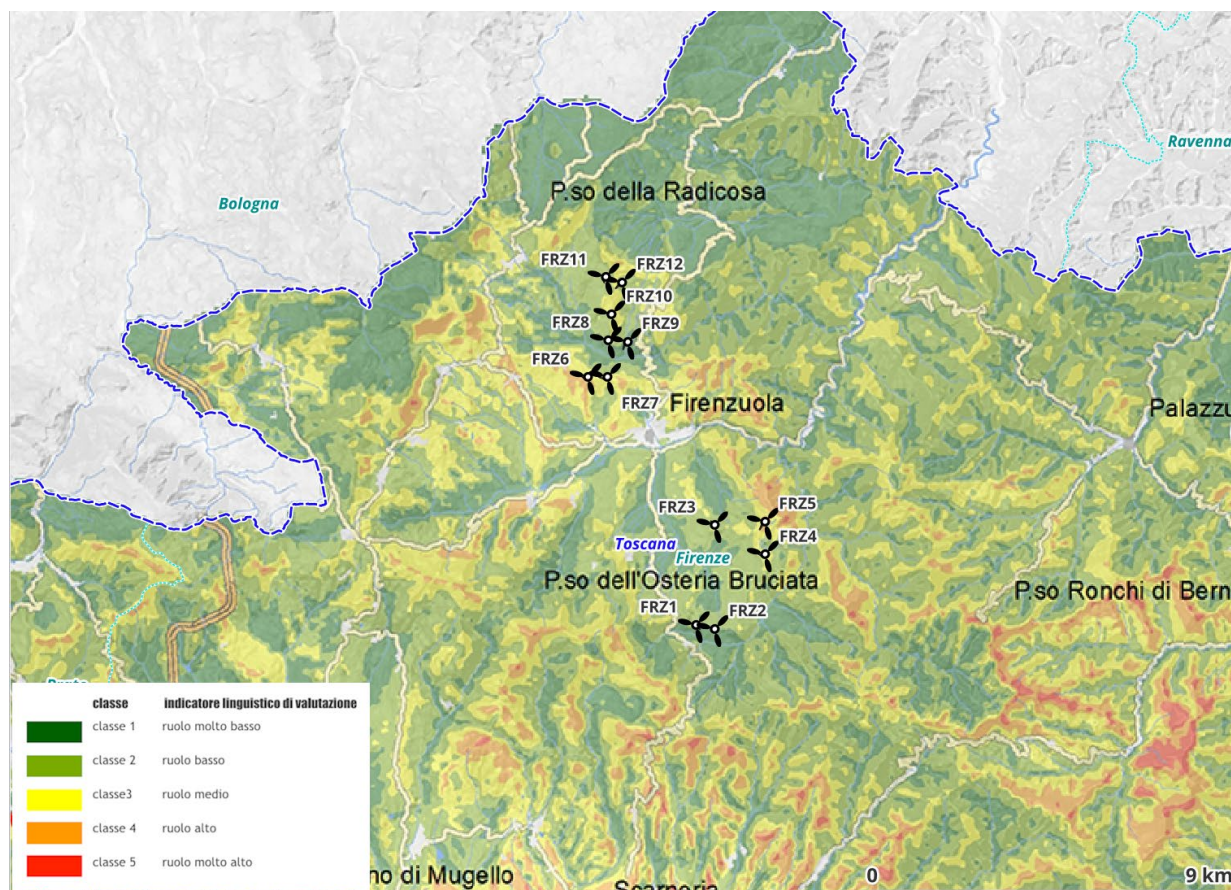 Ravenna
Bologna
P.so della Radicosa
FRZ11
FRZ12
FRZ10
FRZ8
FRZ9
FRZ6
FRZ7
Firenzuola
Palazzu
FRZ3
FRZ5
FRZ4
Toscana
Firenze
P.so dell'Osteria Bruciata
P.so Ronchi di Bern
FRZ1
FRZ2
classe indicatore linguistico di valutazione
classe 1 ruolo molto basso
classe 2 ruolo basso
classe3 ruolo medio
classe 4 ruolo alto
classe 5 ruolo molto alto
no di Mugello
0 9 km